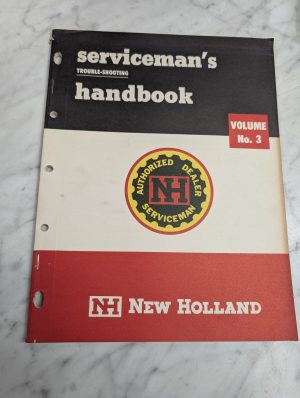 serviceman's
TROUBLE-SHOOTING
handbook
VOLUME
No. 3
AUTHORIZED DEALER
NH
SERVICEMAN
NH NEW HOLLAND